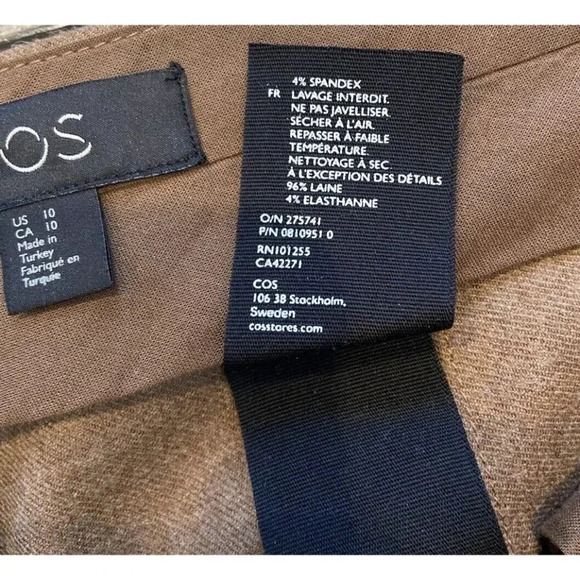 OS
US 10
CA 10
Made in
Turkey
Fabriqué en
Turquie
4% SPANDEX
FR LAVAGE INTERDIT.
NE PAS JAVELLISER.
SÉCHER À L'AIR.
REPASSER À FAIBLE
TEMPÉRATURE.
NETTOYAGE À SEC.
À L'EXCEPTION DES DÉTAILS
96% LAINE
4% ELASTHANNE
O/N 275741
P/N 0810951 0
RN101255
CA42271
COS
106 38 Stockholm,
Sweden
cosstores.com